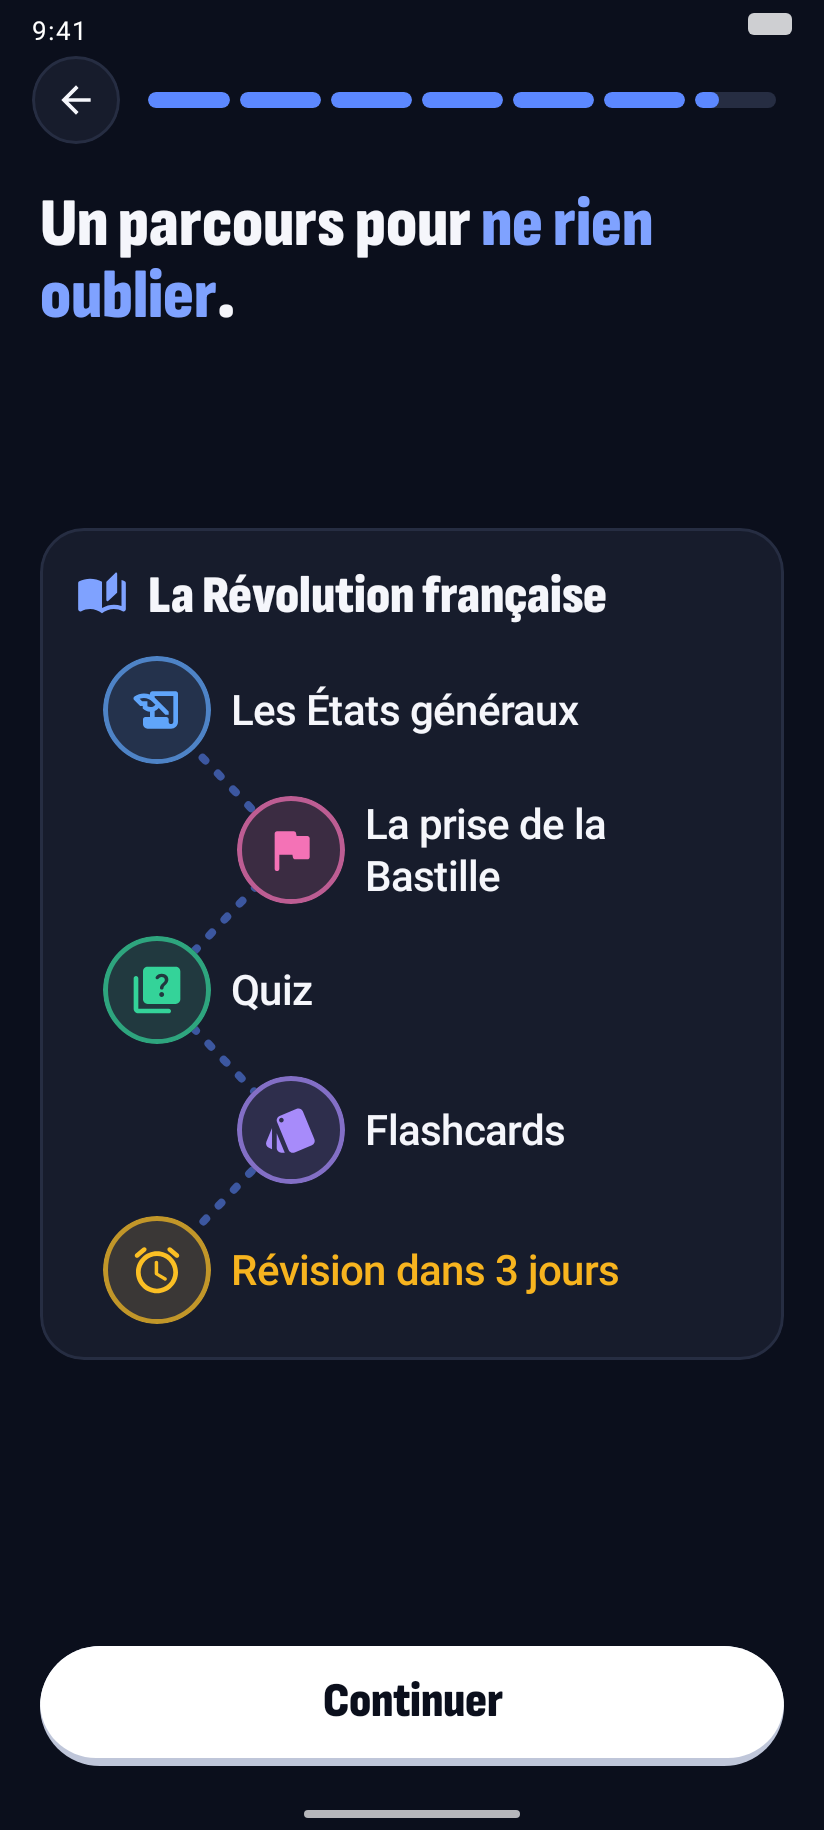 9:41
Un parcours pour ne rien
oublier.
La Révolution française
Les États généraux
La prise de la
Bastille
?
Quiz
Flashcards
Révision dans 3 jours
Continuer